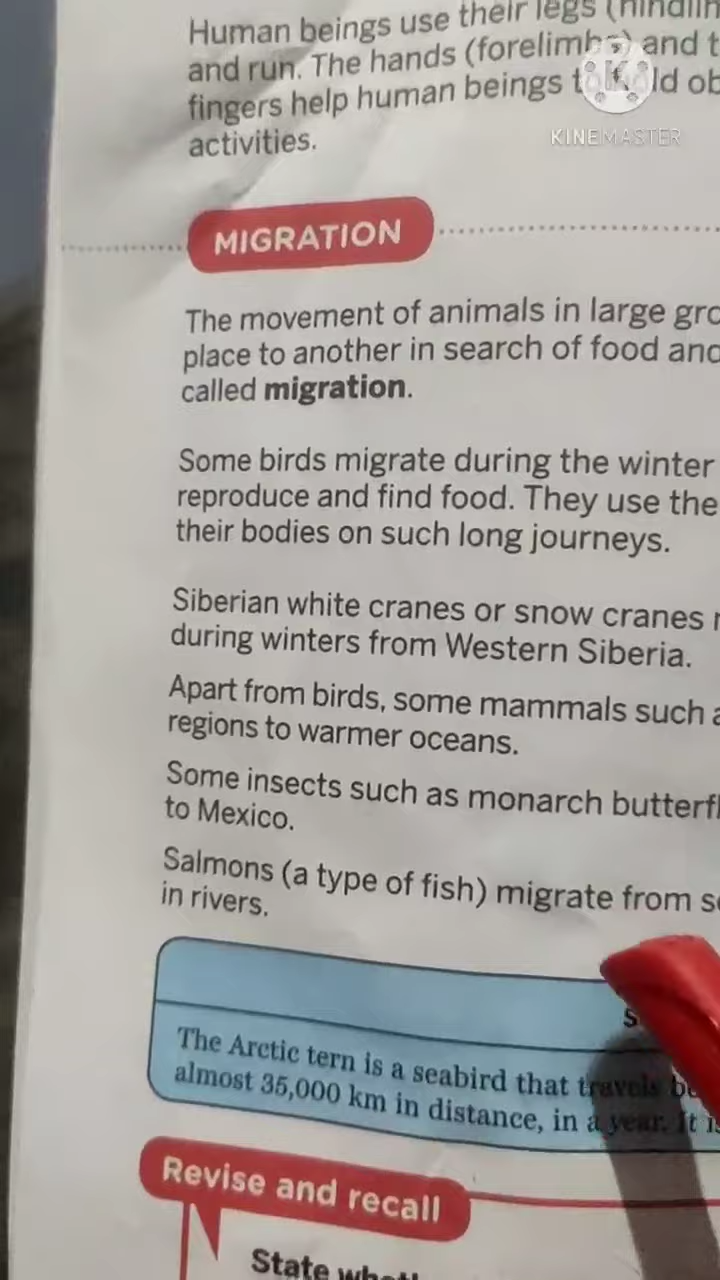 Human beings use their legs
and run. The hands (forelimbs) and
fingers help human beings
activities.
K
KINEMASTER
MIGRATION
The movement of animals in large
place to another in search of food
called migration.
Some birds migrate during the winter
reproduce and find food. They use the
their bodies on such long journeys.
Siberian white cranes or snow cranes
during winters from Western Siberia.
Apart from birds, some mammals such
regions to warmer oceans.
Some insects such as monarch
to Mexico.
Salmons (a type of fish) migrate from
in rivers.
The Arctic tern is a seabird that travels
almost 35,000 km in distance, in a year. It
Revise and recall
State